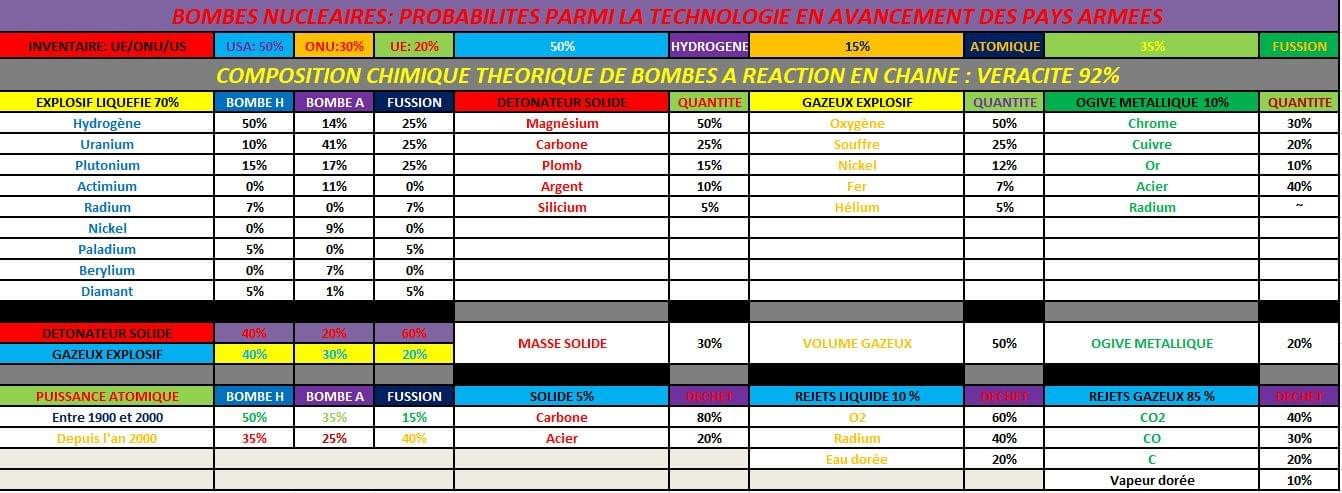 BOMBES NUCLEAIRES: PROBABILITES PARMI LA TECHNOLOGIE EN AVANCEMENT DES PAYS ARMEES
INVENTAIRE: UE/ONU/US USA: 50% ONU:30% UE: 20% 50% HYDROGENE 15% ATOMIQUE 35% FUSSION
COMPOSITION CHIMIQUE THEORIQUE DE BOMBES A REACTION EN CHAINE : VERACITE 92%
EXPLOSIF LIQUEFIE 70% BOMBE H BOMBE A FUSSION DETONATEUR SOLIDE QUANTITE GAZEUX EXPLOSIF QUANTITE OGIVE METALLIQUE 10% QUANTITE
Hydrogène 50% 14% 25% Magnésium 50% Oxygène 50% Chrome 30%
Uranium 10% 41% 25% Carbone 25% Souffre 25% Cuivre 20%
Plutonium 15% 17% 25% Plomb 15% Nickel 12% Or 10%
Actimium 0% 11% 0% Argent 10% Fer 7% Acier 40%
Radium 7% 0% 7% Silicium 5% Hélium 5% Radium ~
Nickel 0% 9% 0%
Paladium 5% 0% 5%
Berylium 0% 7% 0%
Diamant 5% 1% 5%
DETONATEUR SOLIDE 40% 20% 60%
MASSE SOLIDE 30% VOLUME GAZEUX 50% OGIVE METALLIQUE 20%
GAZEUX EXPLOSIF 40% 30% 20%
PUISSANCE ATOMIQUE BOMBE H BOMBE A FUSSION SOLIDE 5% DECHET REJETS LIQUIDE 10 % DECHET REJETS GAZEUX 85 % DECHET
Entre 1900 et 2000 50% 35% 15% Carbone 80% O2 60% CO2 40%
Depuis l'an 2000 35% 25% 40% Acier 20% Radium 40% CO 30%
Eau dorée 20% C 20%
Vapeur dorée 10%